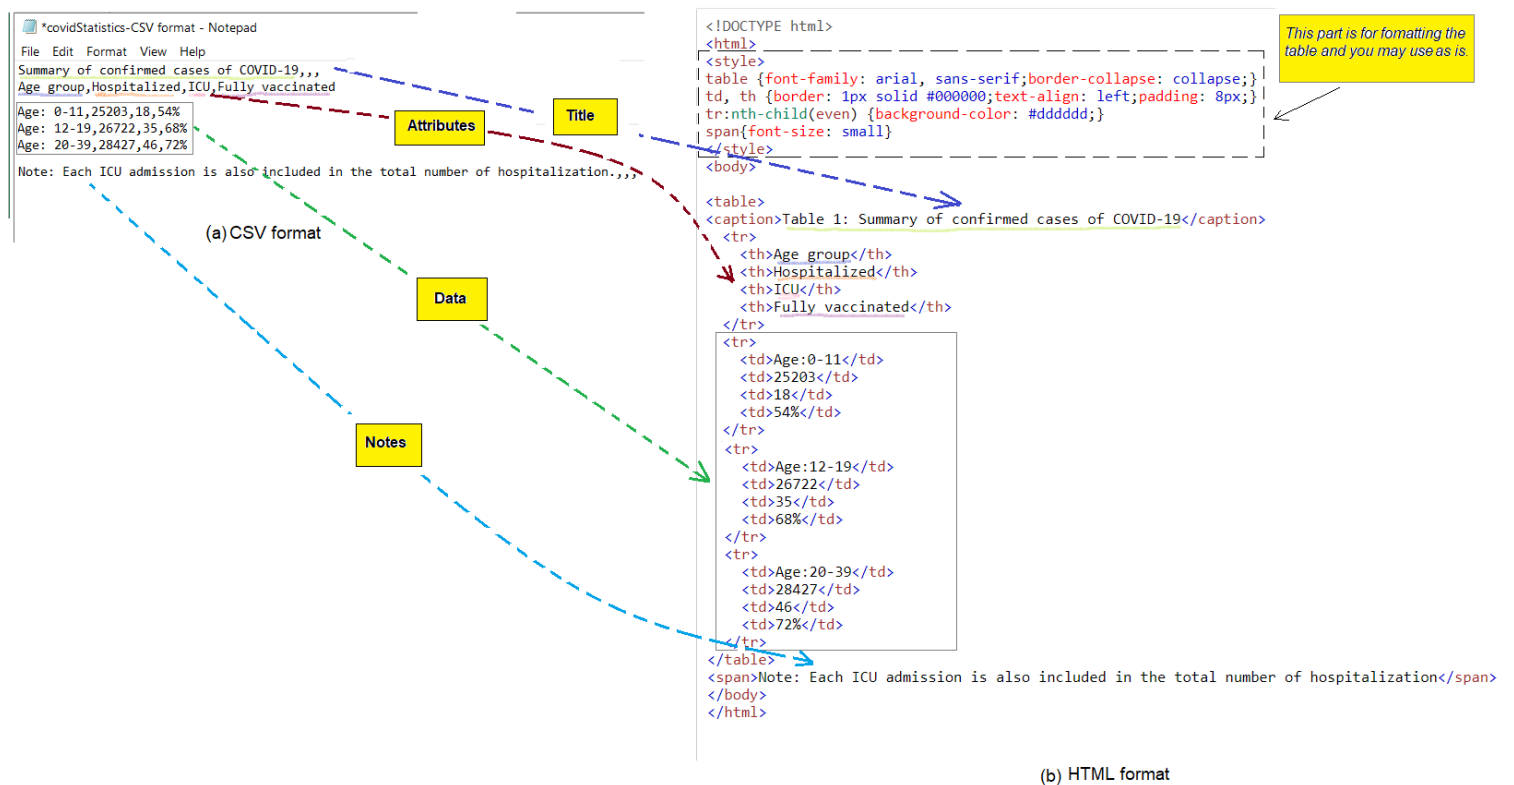 *covidStatistics-CSV format - Notepad
File Edit Format View Help
Summary of confirmed cases of COVID-19,,,
Age group,Hospitalized,ICU,Fully vaccinated
Age: 0-11,25203,18,54%
Age: 12-19,26722,35,68%
Age: 20-39,28427,46,72%
Note: Each ICU admission is also included in the total number of hospitalization.,,,
(a) CSV format
Attributes
Title
Data
Notes
<!DOCTYPE html>
<html>
<style>
table {font-family: arial, sans-serif;border-collapse: collapse;}
td, th {border: 1px solid #000000;text-align: left;padding: 8px;}
tr:nth-child(even) {background-color: #dddddd;}
span{font-size: small}
</style>
<body>
<table>
<caption>Table 1: Summary of confirmed cases of COVID-19</caption>
<tr>
<th>Age group</th>
<th>Hospitalized</th>
<th>ICU</th>
<th>Fully vaccinated</th>
</tr>
<tr>
<td>Age:0-11</td>
<td>25203</td>
<td>18</td>
<td>54%</td>
</tr>
<tr>
<td>Age:12-19</td>
<td>26722</td>
<td>35</td>
<td>68%</td>
</tr>
<tr>
<td>Age:20-39</td>
<td>28427</td>
<td>46</td>
<td>72%</td>
</tr>
</table>
<span>Note: Each ICU admission is also included in the total number of hospitalization</span>
</body>
</html>
This part is for fomatting the
table and you may use as is.
(b) HTML format